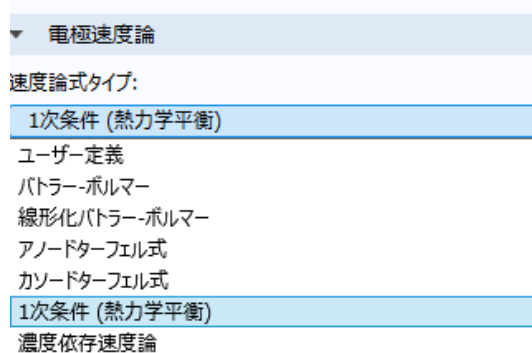 電極速度論
速度論式タイプ:
1次条件 (熱力学平衡)
ユーザー定義
バトラー-ボルマー
線形化バトラー-ボルマー
アノードターフェル式
カソードターフェル式
1次条件 (熱力学平衡)
濃度依存速度論